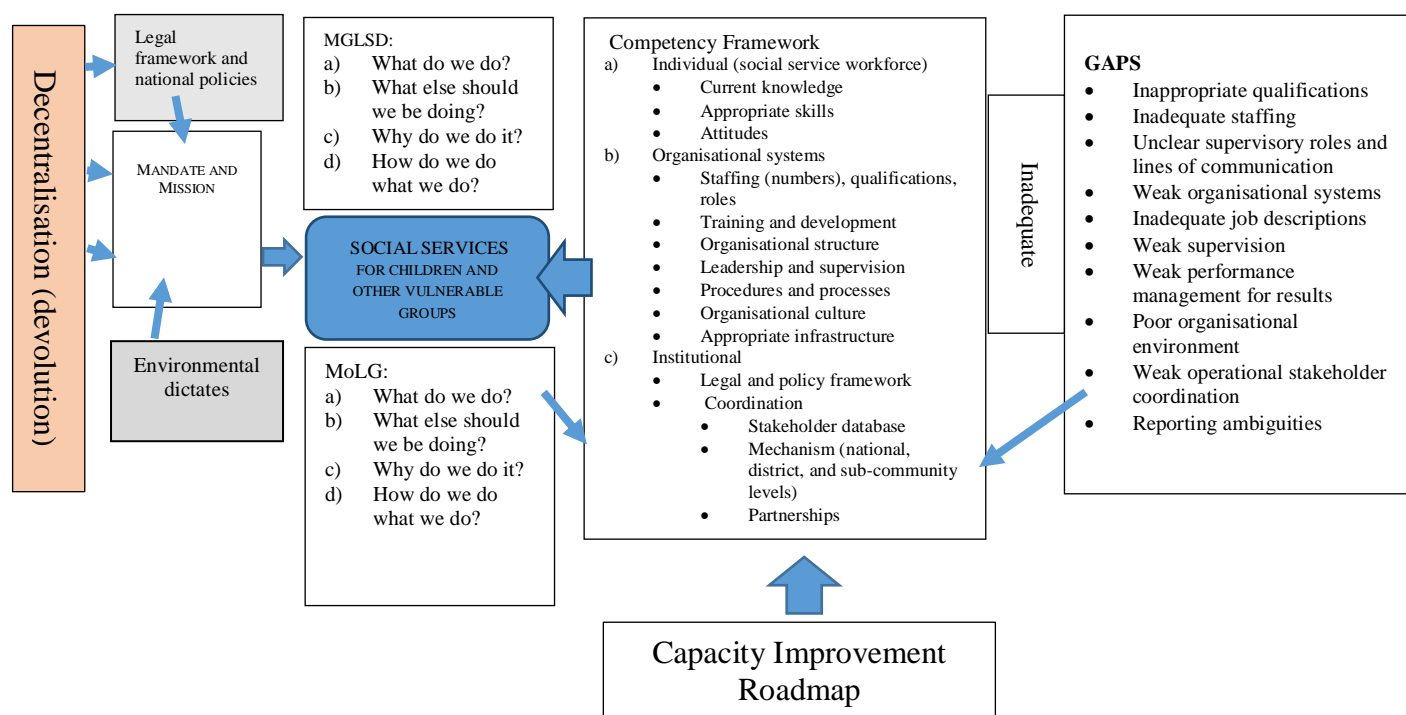 Decentralisation (devolution)
Legal
framework and
national policies
MANDATE AND
MISSION
Environmental
dictates
MGLSD:
a) What do we do?
b) What else should
we be doing?
c) Why do we do it?
d) How do we do
what we do?
SOCIAL SERVICES
FOR CHILDREN AND
OTHER VULNERABLE
GROUPS
MoLG:
a) What do we do?
b) What else should
we be doing?
c) Why do we do it?
d) How do we do
what we do?
Competency Framework
a) Individual (social service workforce)
• Current knowledge
• Appropriate skills
• Attitudes
b) Organisational systems
• Staffing (numbers), qualifications,
roles
• Training and development
• Organisational structure
• Leadership and supervision
• Procedures and processes
• Organisational culture
• Appropriate infrastructure
c) Institutional
• Legal and policy framework
• Coordination
• Stakeholder database
• Mechanism (national,
district, and sub-community
levels)
• Partnerships
Inadequate
GAPS
• Inappropriate qualifications
• Inadequate staffing
• Unclear supervisory roles and
lines of communication
• Weak organisational systems
• Inadequate job descriptions
• Weak supervision
• Weak performance
management for results
• Poor organisational
environment
• Weak operational stakeholder
coordination
• Reporting ambiguities
Capacity Improvement
Roadmap